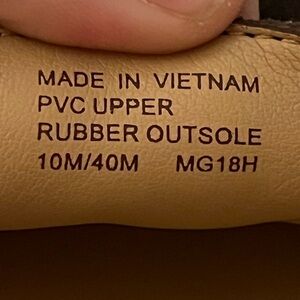 MADE IN VIETNAM
PVC UPPER
RUBBER OUTSOLE
10M/40M MG18H